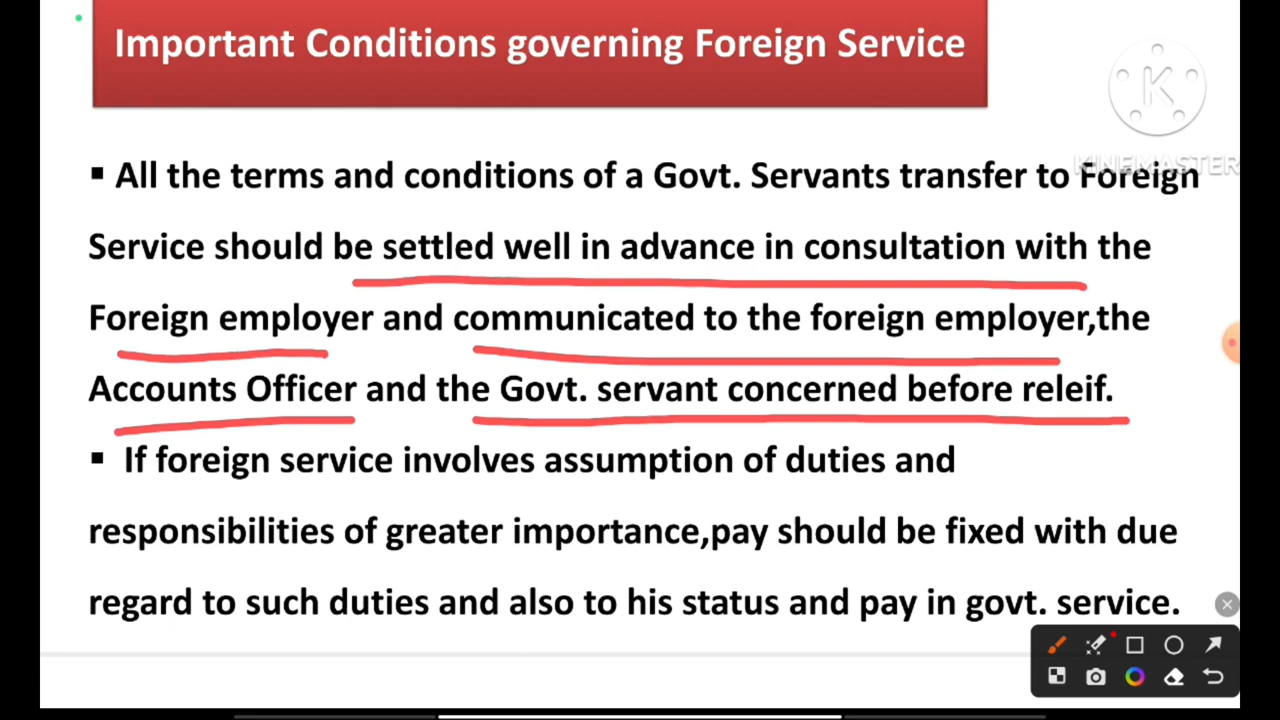 Important Conditions governing Foreign Service
K
KINEMASTER
▪ All the terms and conditions of a Govt. Servants transfer to Foreign
Service should be settled well in advance in consultation with the
Foreign employer and communicated to the foreign employer,the
Accounts Officer and the Govt. servant concerned before releif.
▪ If foreign service involves assumption of duties and
responsibilities of greater importance,pay should be fixed with due
regard to such duties and also to his status and pay in govt. service.